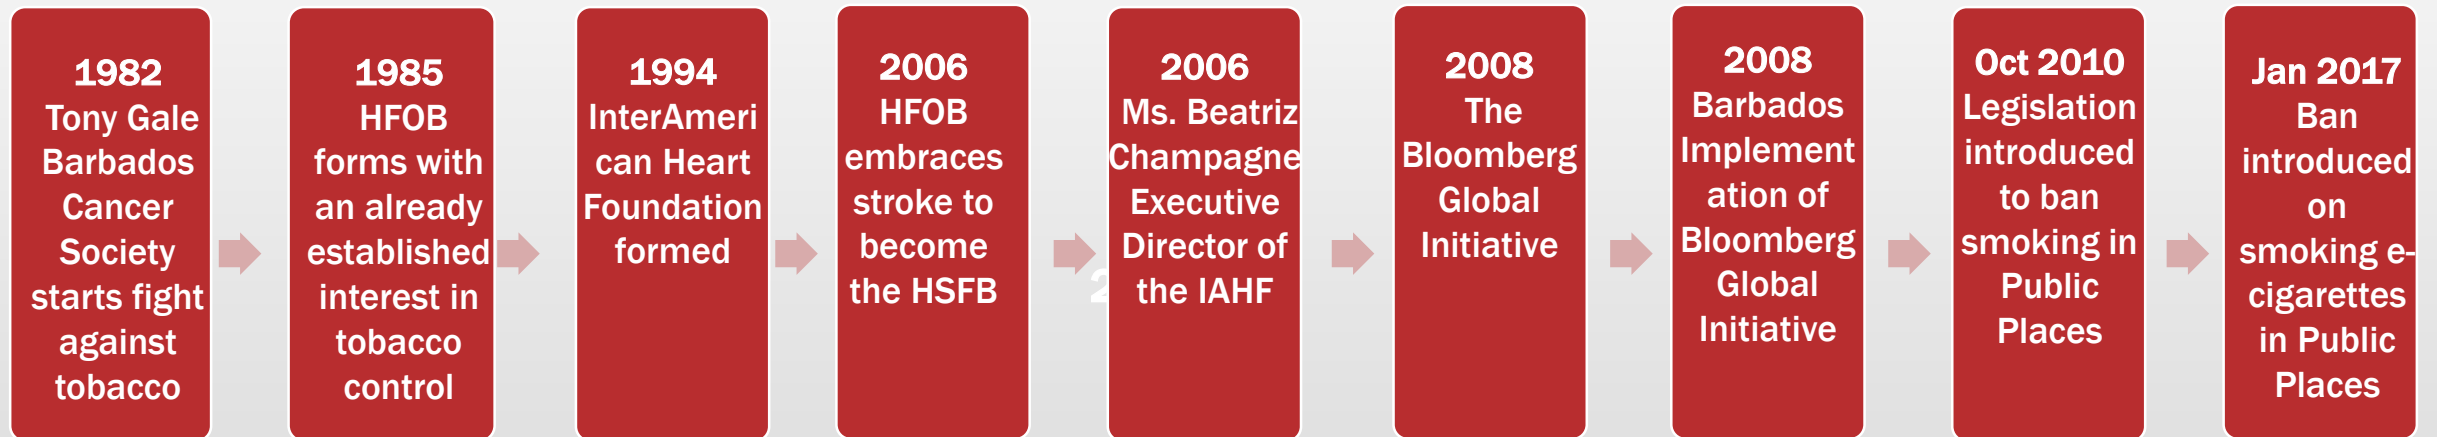 1982
Tony Gale
Barbados
Cancer
Society
starts fight
against
tobacco
1985
HFOB
forms with
an already
established
interest in
tobacco
control
1994
InterAmeri
can Heart
Foundation
formed
2006
HFOB
embraces
stroke to
become
the HSFB
2
2006
Ms. Beatriz
Champagne
Executive
Director of
the IAHF
2008
The
Bloomberg
Global
Initiative
2008
Barbados
Implement
ation of
Bloomberg
Global
Initiative
Oct 2010
Legislation
introduced
to ban
smoking in
Public
Places
Jan 2017
Ban
introduced
on
smoking e-
cigarettes
in Public
Places